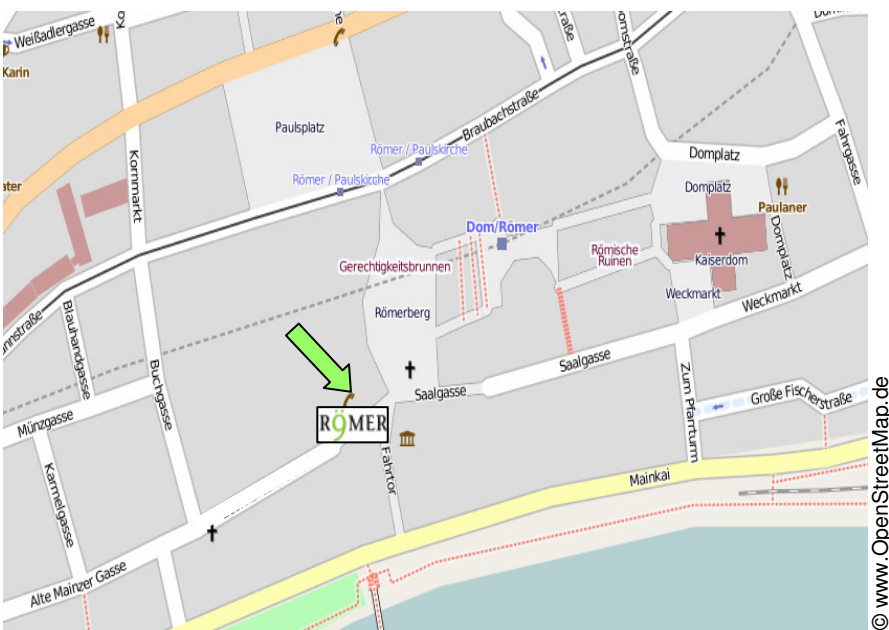 Weißadlergasse
Karin
Paulsplatz
Kornmarkt
Römer / Paulskirche
Römer / Paulskirche
Braubachstraße
Domplatz
Fahrgasse
Domplatz
Paulaner
Dom/Römer
Domplatz
Kaiserdom
Römische
Ruinen
Gerechtigkeitsbrunnen
Weckmarkt
Weckmarkt
Römerberg
Blauhandgasse
Buchgasse
Saalgasse
Saalgasse
Zum Pfarrturm
Große Fischerstraße
Münzgasse
RÖMER
9
Fahrtor
Karmelgasse
Mainkai
Alte Mainzer Gasse
© www.OpenStreetMap.de